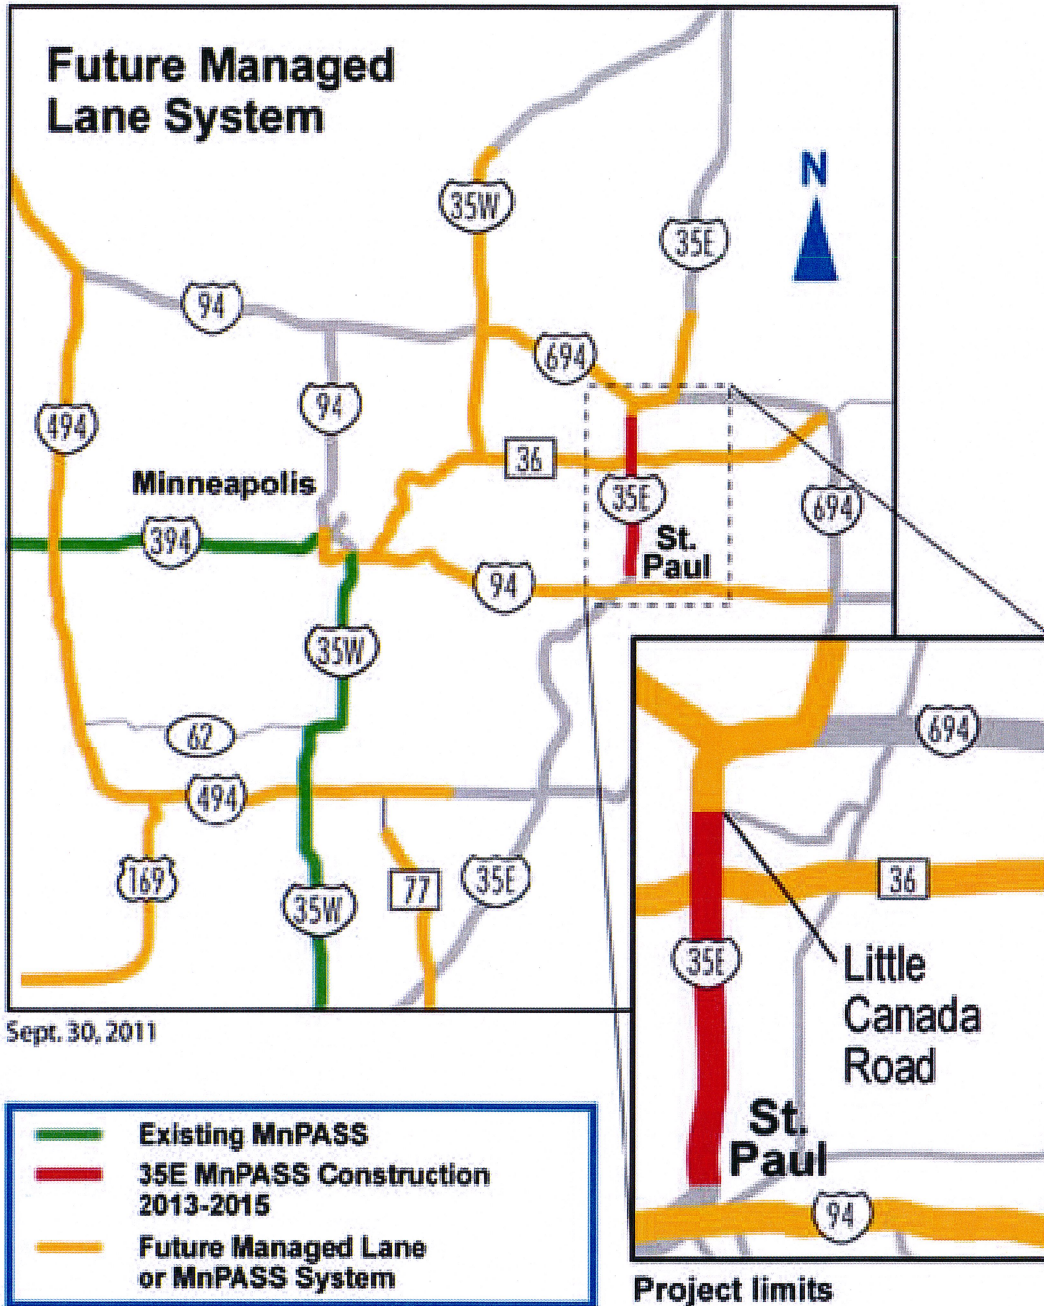 Future Managed
Lane System
N
35W
35E
94
694
94
494
36
Minneapolis
35E
694
394
St.
Paul
94
35W
62
694
494
169
77
35E
36
35W
35E
Little
Canada
Road
Sept. 30, 2011
St.
Paul
Existing MnPASS
35E MnPASS Construction
2013-2015
94
Future Managed Lane
or MnPASS System
Project limits